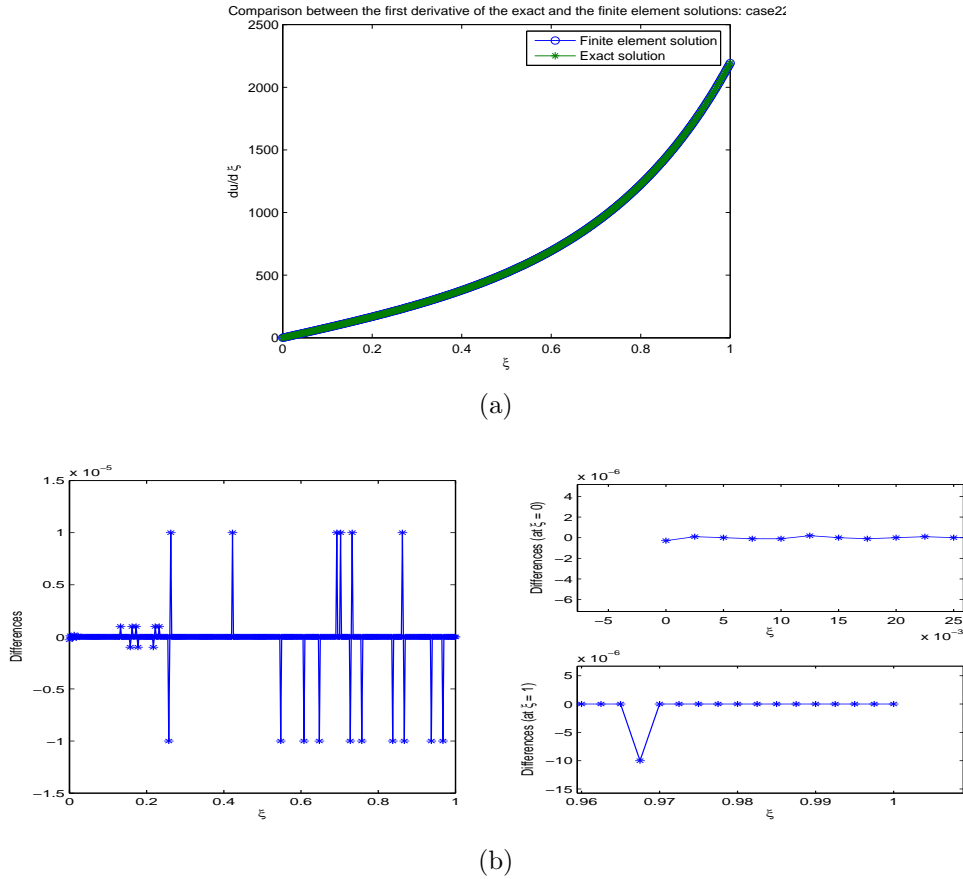 Comparison between the first derivative of the exact and the finite element solutions: case22
2500
2000
1500
1000
500
0
du/d ξ
Finite element solution
Exact solution
0 0.2 0.4 0.6 0.8 1
ξ
(a)
x 10⁻⁵
1.5
1
0.5
0
−0.5
−1
−1.5
Differences
0 0.2 0.4 0.6 0.8 1
ξ
x 10⁻⁶
4
2
0
−2
−4
−6
Differences (at ξ = 0)
−5 0 5 10 15 20 25
ξ
x 10⁻³
x 10⁻⁶
5
0
−5
−10
−15
Differences (at ξ = 1)
0.96 0.97 0.98 0.99 1
ξ
(b)